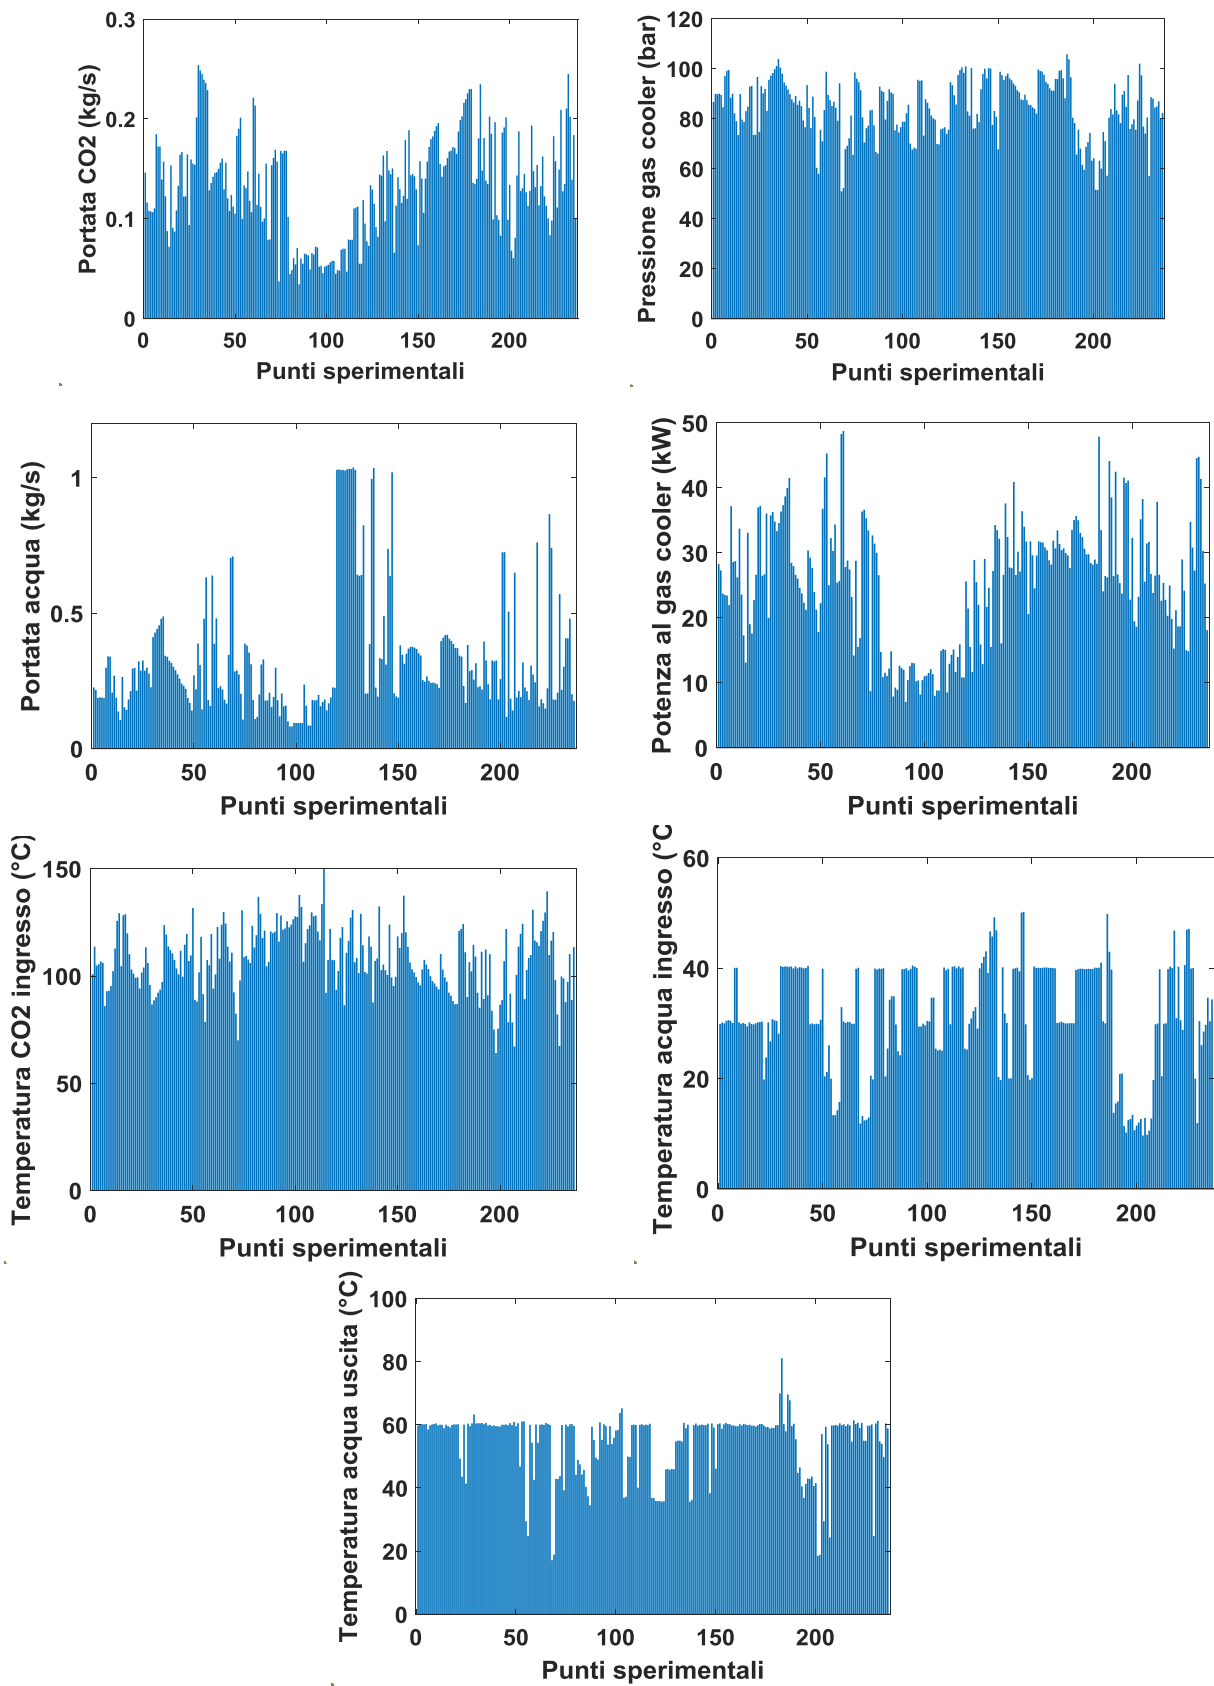 0.3
0.2
0.1
0
Portata CO2 (kg/s)
0 50 100 150 200
Punti sperimentali
120
100
80
60
40
20
0
Pressione gas cooler (bar)
0 50 100 150 200
Punti sperimentali
1
0.5
0
Portata acqua (kg/s)
0 50 100 150 200
Punti sperimentali
50
40
30
20
10
0
Potenza al gas cooler (kW)
0 50 100 150 200
Punti sperimentali
150
100
50
0
Temperatura CO2 ingresso (°C)
0 50 100 150 200
Punti sperimentali
60
40
20
0
Temperatura acqua ingresso (°C
0 50 100 150 200
Punti sperimentali
100
80
60
40
20
0
Temperatura acqua uscita (°C)
0 50 100 150 200
Punti sperimentali